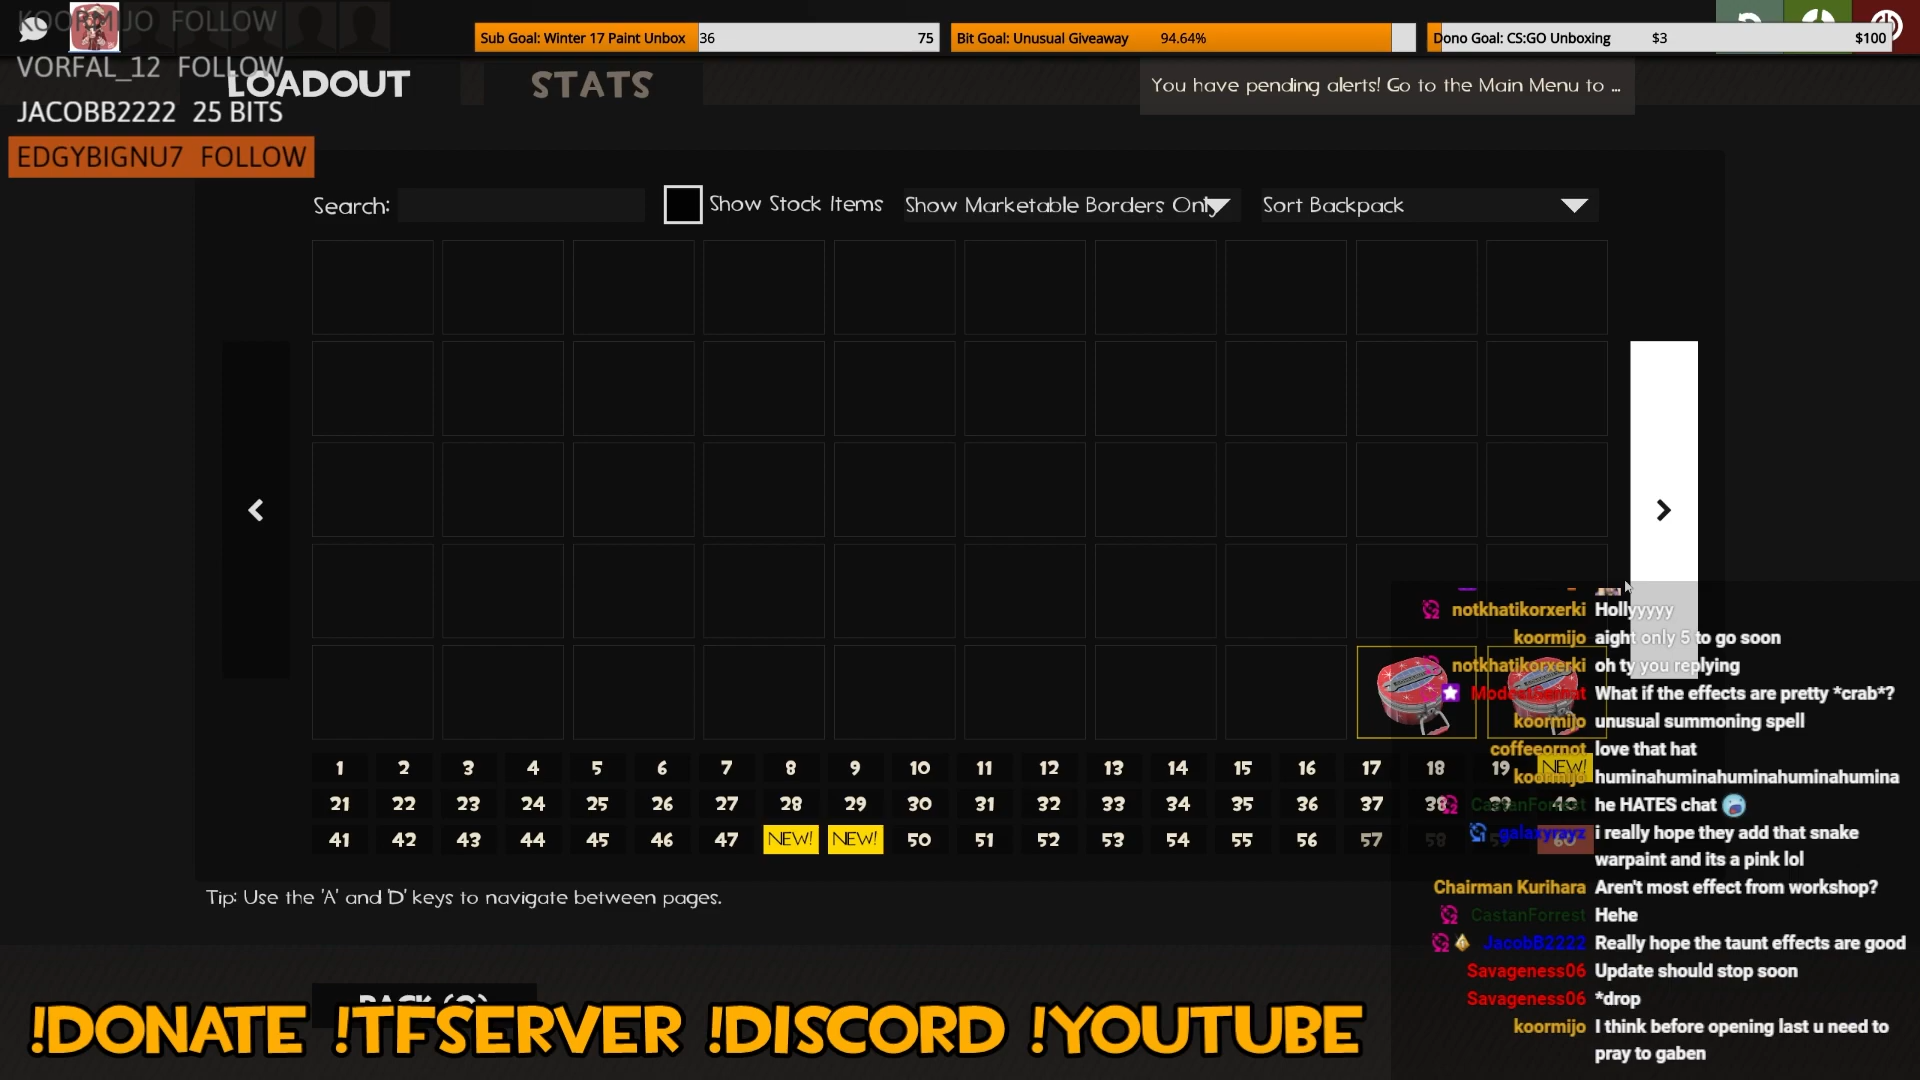 KOORMIJO FOLLOW
VORFAL_12 FOLLOW
JACOBB2222 25 BITS
EDGYBIGNU7 FOLLOW
Sub Goal: Winter 17 Paint Unbox 36 75
Bit Goal: Unusual Giveaway 94.64%
Dono Goal: CS:GO Unboxing $3 $100
LOADOUT STATS
You have pending alerts! Go to the Main Menu to ...
Search: Show Stock Items Show Marketable Borders Only Sort Backpack
1 2 3 4 5 6 7 8 9 10 11 12 13 14 15 16 17 18 19 NEW!
21 22 23 24 25 26 27 28 29 30 31 32 33 34 35 36 37 38 39 40
41 42 43 44 45 46 47 NEW! NEW! 50 51 52 53 54 55 56 57 58 59 60
Tip: Use the 'A' and 'D' keys to navigate between pages.
BACK (Q)
!DONATE !TFSERVER !DISCORD !YOUTUBE
notkhatikorxerki Hollyyyyy
koormijo aight only 5 to go soon
notkhatikorxerki oh ty you replying
What if the effects are pretty *crab*?
koormijo unusual summoning spell
coffeeornot love that hat
koormijo huminahuminahuminahuminahumina
CastanForrest he HATES chat
galaxyrayz i really hope they add that snake
warpaint and its a pink lol
Chairman Kurihara Aren't most effect from workshop?
CastanForrest Hehe
JacobB2222 Really hope the taunt effects are good
Savageness06 Update should stop soon
Savageness06 *drop
koormijo I think before opening last u need to
pray to gaben